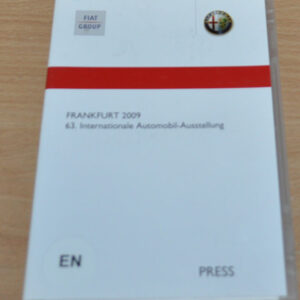 FIAT
GROUP
FRANKFURT 2009
63. Internationale Automobil-Ausstellung
EN
PRESS